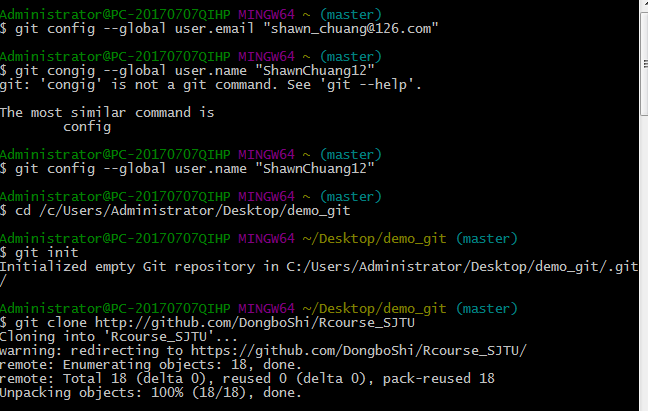 Administrator@PC-20170707QIHP MINGW64 ~ (master)
$ git config --global user.email "shawn_chuang@126.com"
Administrator@PC-20170707QIHP MINGW64 ~ (master)
$ git congig --global user.name "ShawnChuang12"
git: 'congig' is not a git command. See 'git --help'.
The most similar command is
config
Administrator@PC-20170707QIHP MINGW64 ~ (master)
$ git config --global user.name "ShawnChuang12"
Administrator@PC-20170707QIHP MINGW64 ~ (master)
$ cd /c/Users/Administrator/Desktop/demo_git
Administrator@PC-20170707QIHP MINGW64 ~/Desktop/demo_git (master)
$ git init
Initialized empty Git repository in C:/Users/Administrator/Desktop/demo_git/.git
/
Administrator@PC-20170707QIHP MINGW64 ~/Desktop/demo_git (master)
$ git clone http://github.com/DongboShi/Rcourse_SJTU
Cloning into 'Rcourse_SJTU'...
warning: redirecting to https://github.com/DongboShi/Rcourse_SJTU/
remote: Enumerating objects: 18, done.
remote: Total 18 (delta 0), reused 0 (delta 0), pack-reused 18
Unpacking objects: 100% (18/18), done.